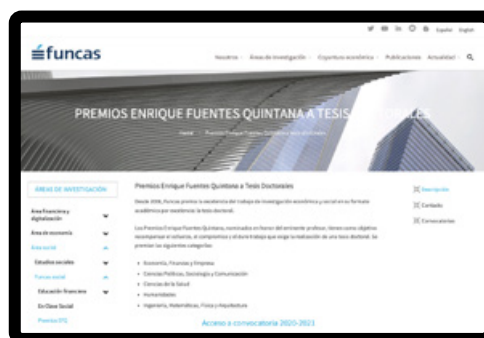 Español English
funcas
Nosotros Áreas de investigación Coyuntura económica Publicaciones Actualidad
PREMIOS ENRIQUE FUENTES QUINTANA A TESIS DOCTORALES
Home Premios Enrique Fuentes Quintana a tesis doctorales
ÁREAS DE INVESTIGACIÓN
Área financiera y
digitalización
Área de economía
Área social
Estudios sociales
Funcas social
Educación financiera
En Clave Social
Premios EFQ
Premios Enrique Fuentes Quintana a Tesis Doctorales
Desde 2006, Funcas premia la excelencia del trabajo de investigación económica y social en su formato
académico por excelencia: la tesis doctoral.
Los Premios Enrique Fuentes Quintana, nominados en honor del eminente profesor, tienen como objetivo
recompensar el esfuerzo, el compromiso y el duro trabajo que exige la realización de una tesis doctoral. Se
premian las siguientes categorías:
Economía, Finanzas y Empresa
Ciencias Políticas, Sociología y Comunicación
Ciencias de la Salud
Humanidades
Ingeniería, Matemáticas, Física y Arquitectura
Acceso a convocatoria 2020-2021
Descripción
Contacto
Convocatorias